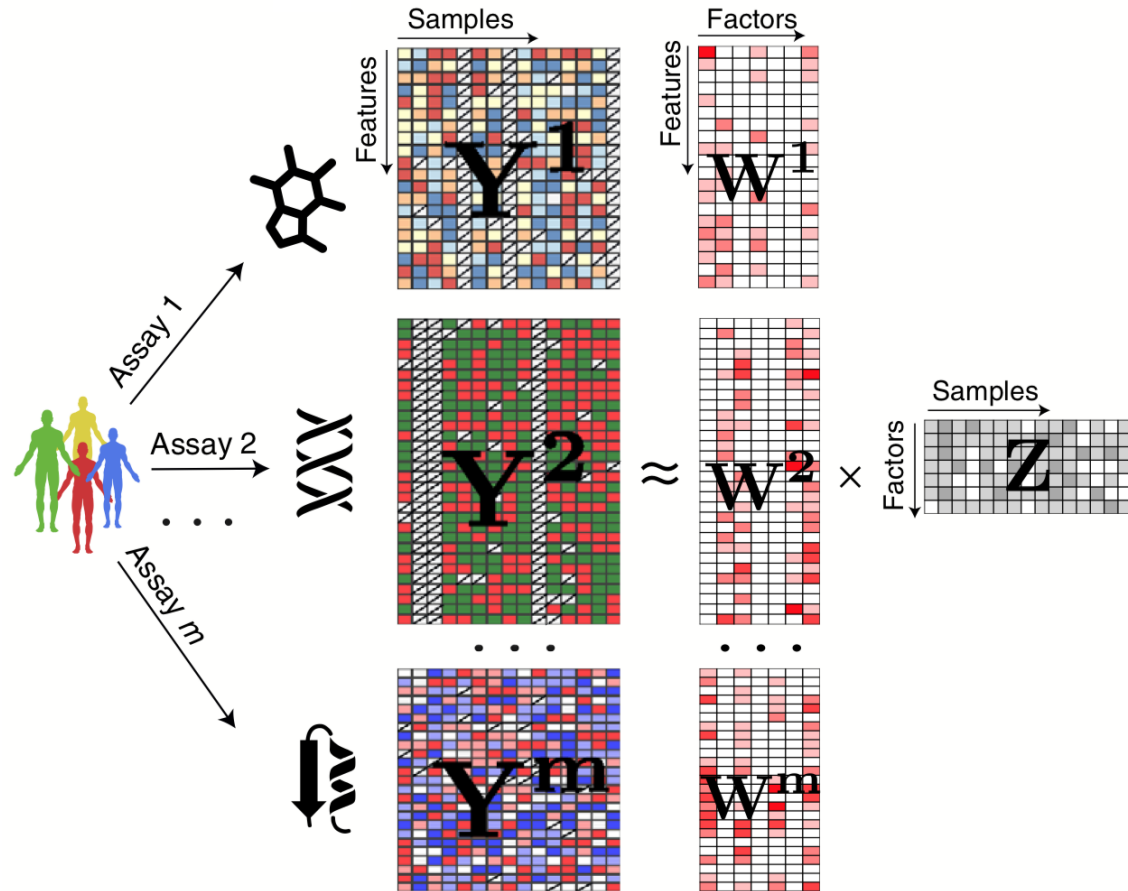 Samples
Factors
Features
Features
Y¹
W¹
Assay 1
Assay 2
. . .
Assay m
Y²
≈
W²
×
Samples
Factors
Z
. . .
. . .
Yᵐ
Wᵐ